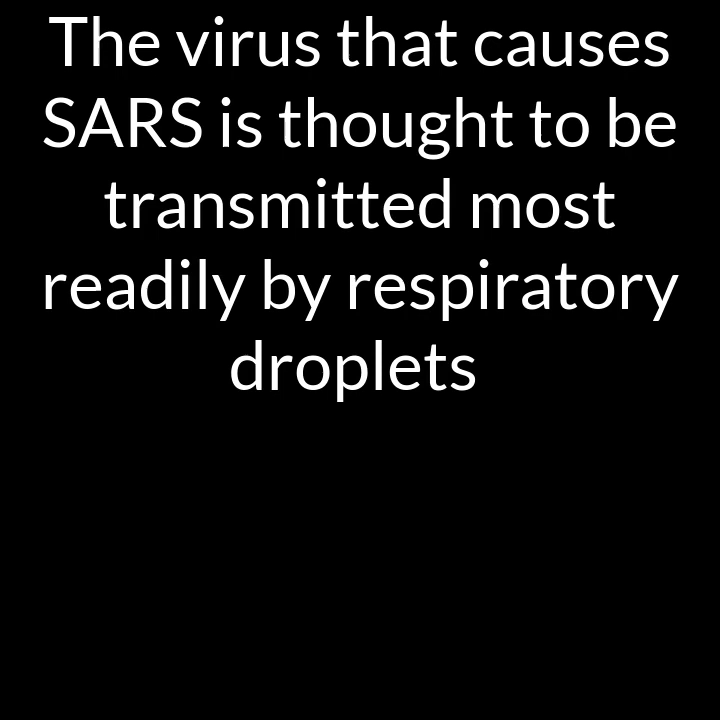 The virus that causes
SARS is thought to be
transmitted most
readily by respiratory
droplets